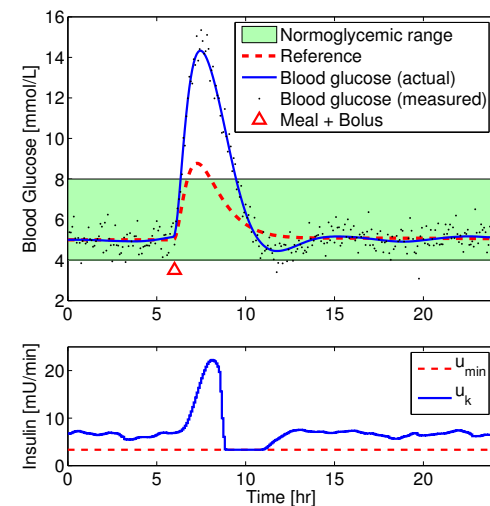 16
14
12
10
8
6
4
2
Blood Glucose [mmol/L]
Normoglycemic range
Reference
Blood glucose (actual)
Blood glucose (measured)
Meal + Bolus
0 5 10 15 20
20
10
0
Insulin [mU/min]
u_min
u_k
0 5 10 15 20
Time [hr]